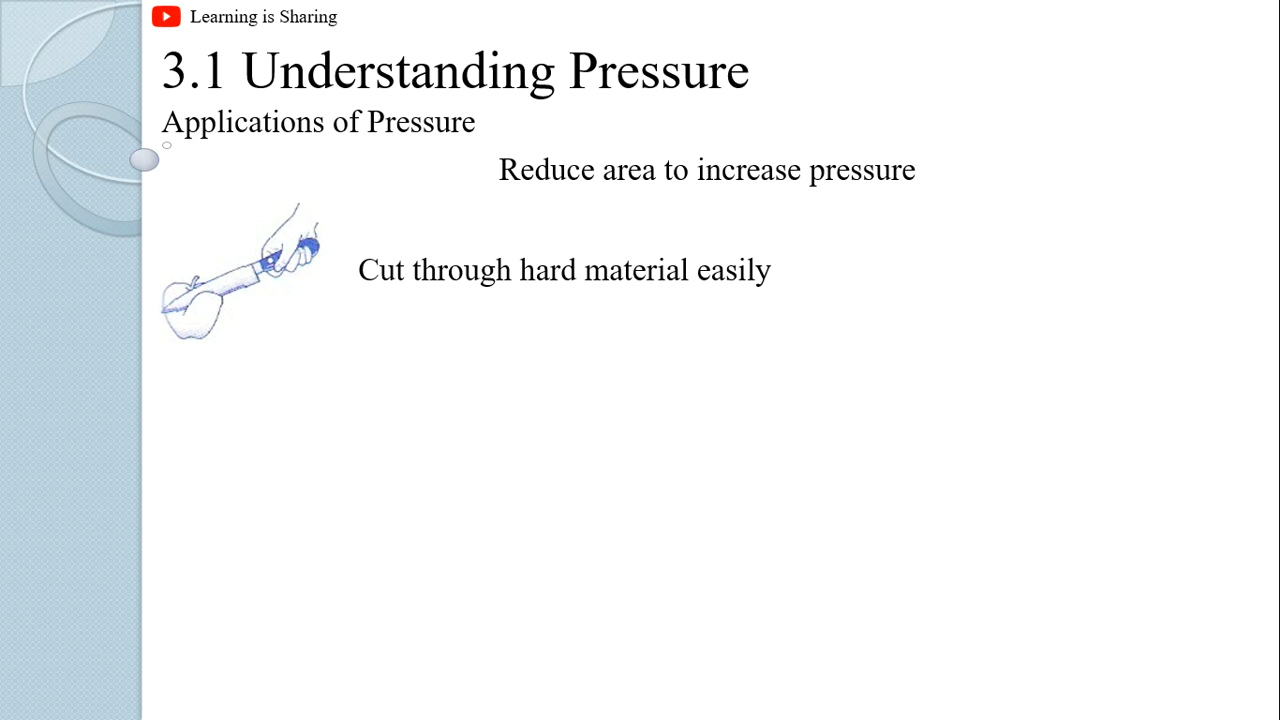 Learning is Sharing
3.1 Understanding Pressure
Applications of Pressure
Reduce area to increase pressure
Cut through hard material easily